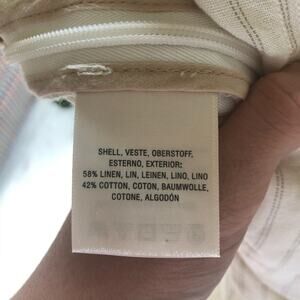 SHELL, VESTE, OBERSTOFF,
ESTERNO, EXTERIOR:
58% LINEN, LIN, LEINEN, LINO, LINO
42% COTTON, COTON, BAUMWOLLE,
COTONE, ALGODÓN